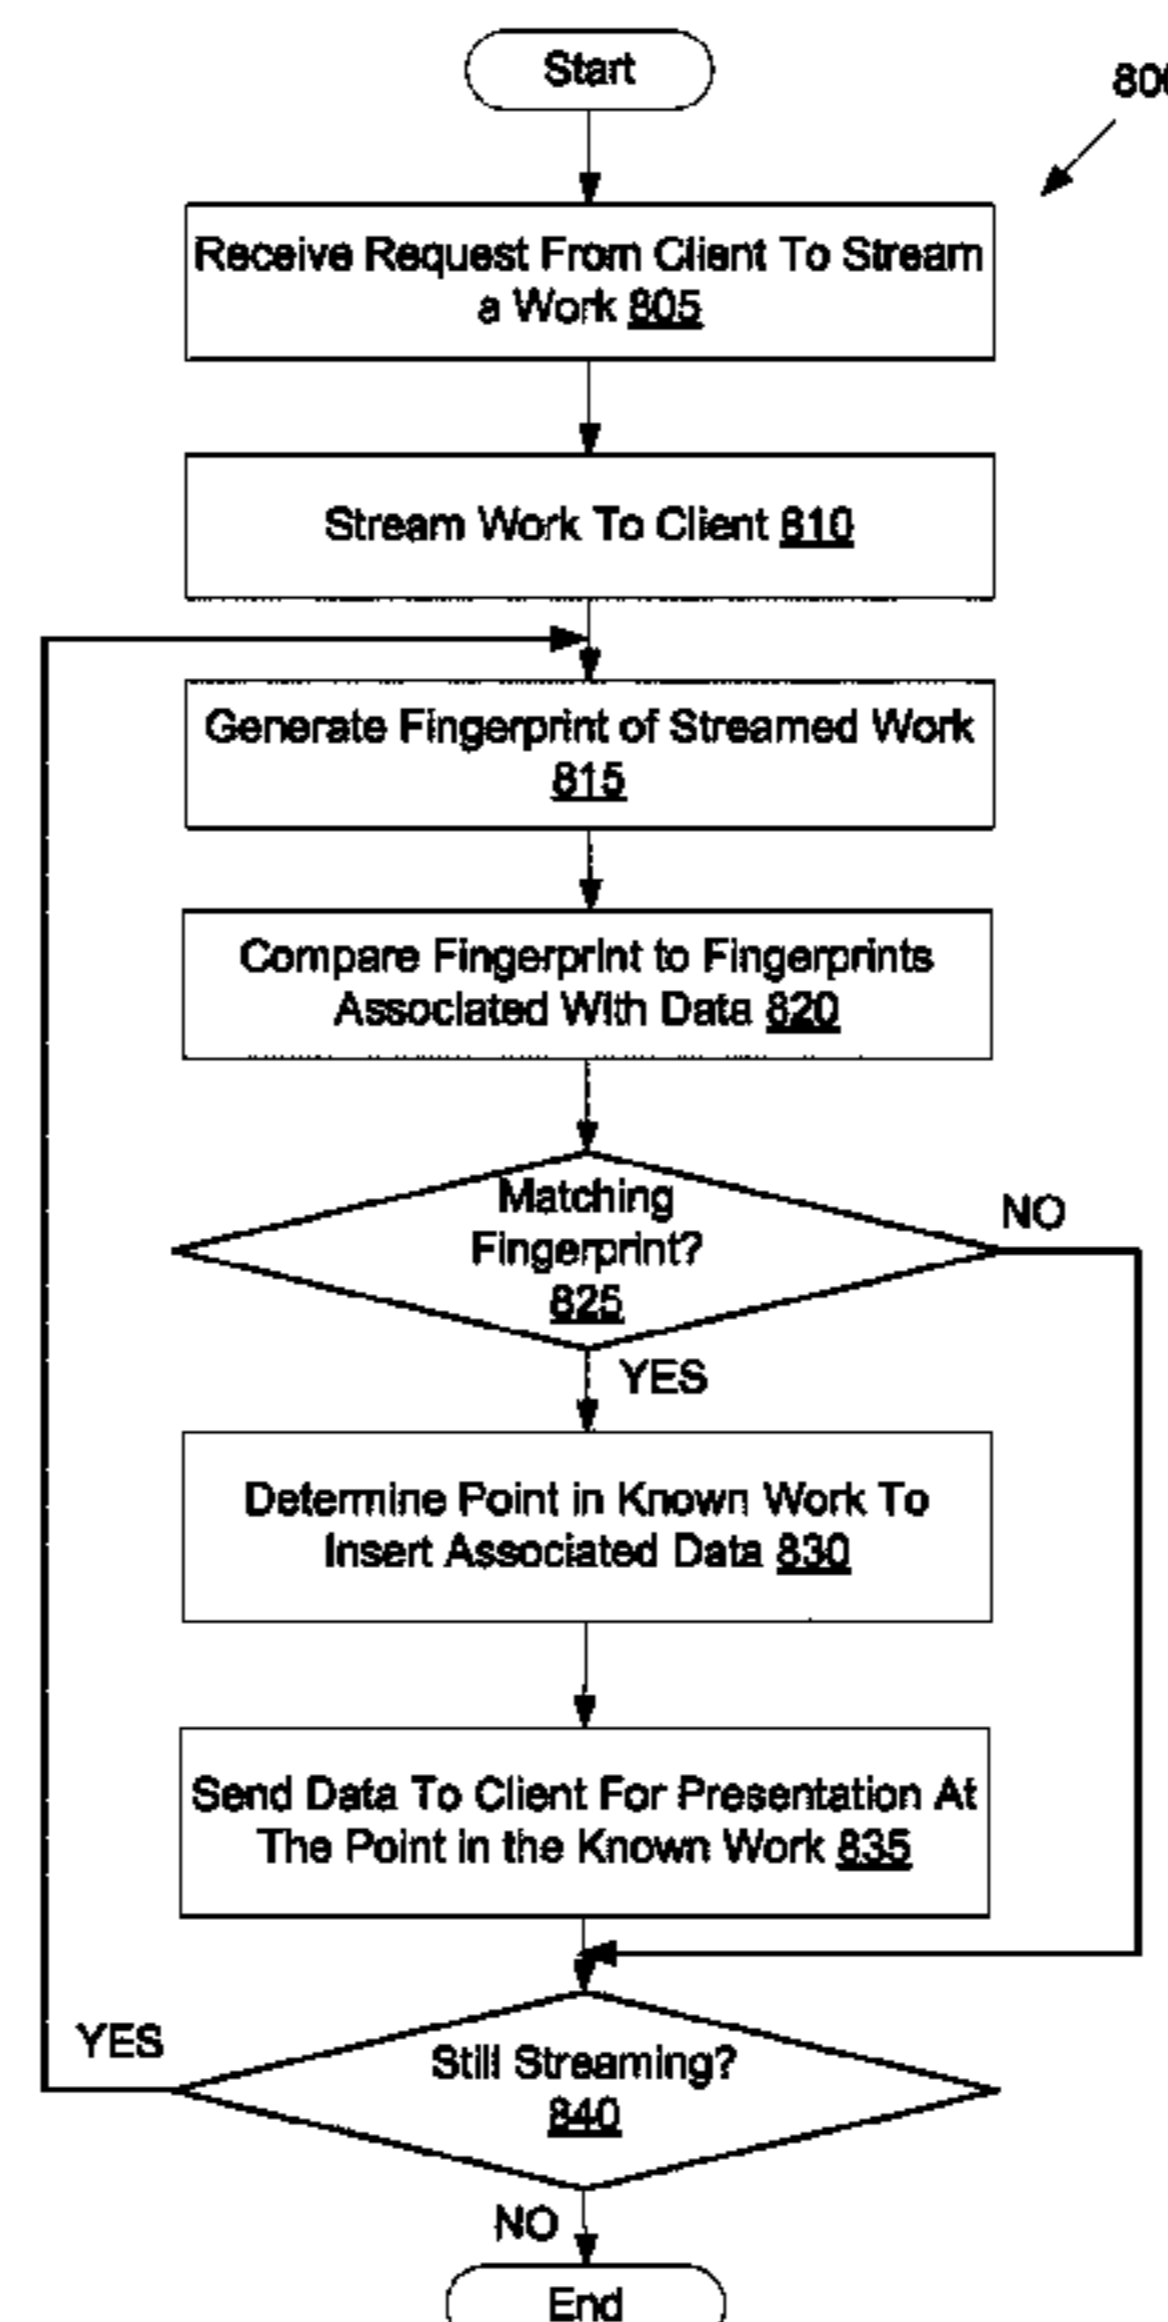 Start
Receive Request From Client To Stream
a Work 805
Stream Work To Client 810
Generate Fingerprint of Streamed Work
815
Compare Fingerprint to Fingerprints
Associated With Data 820
Matching
Fingerprint?
825
NO
YES
Determine Point in Known Work To
Insert Associated Data 830
Send Data To Client For Presentation At
The Point in the Known Work 835
YES
Still Streaming?
840
NO
End